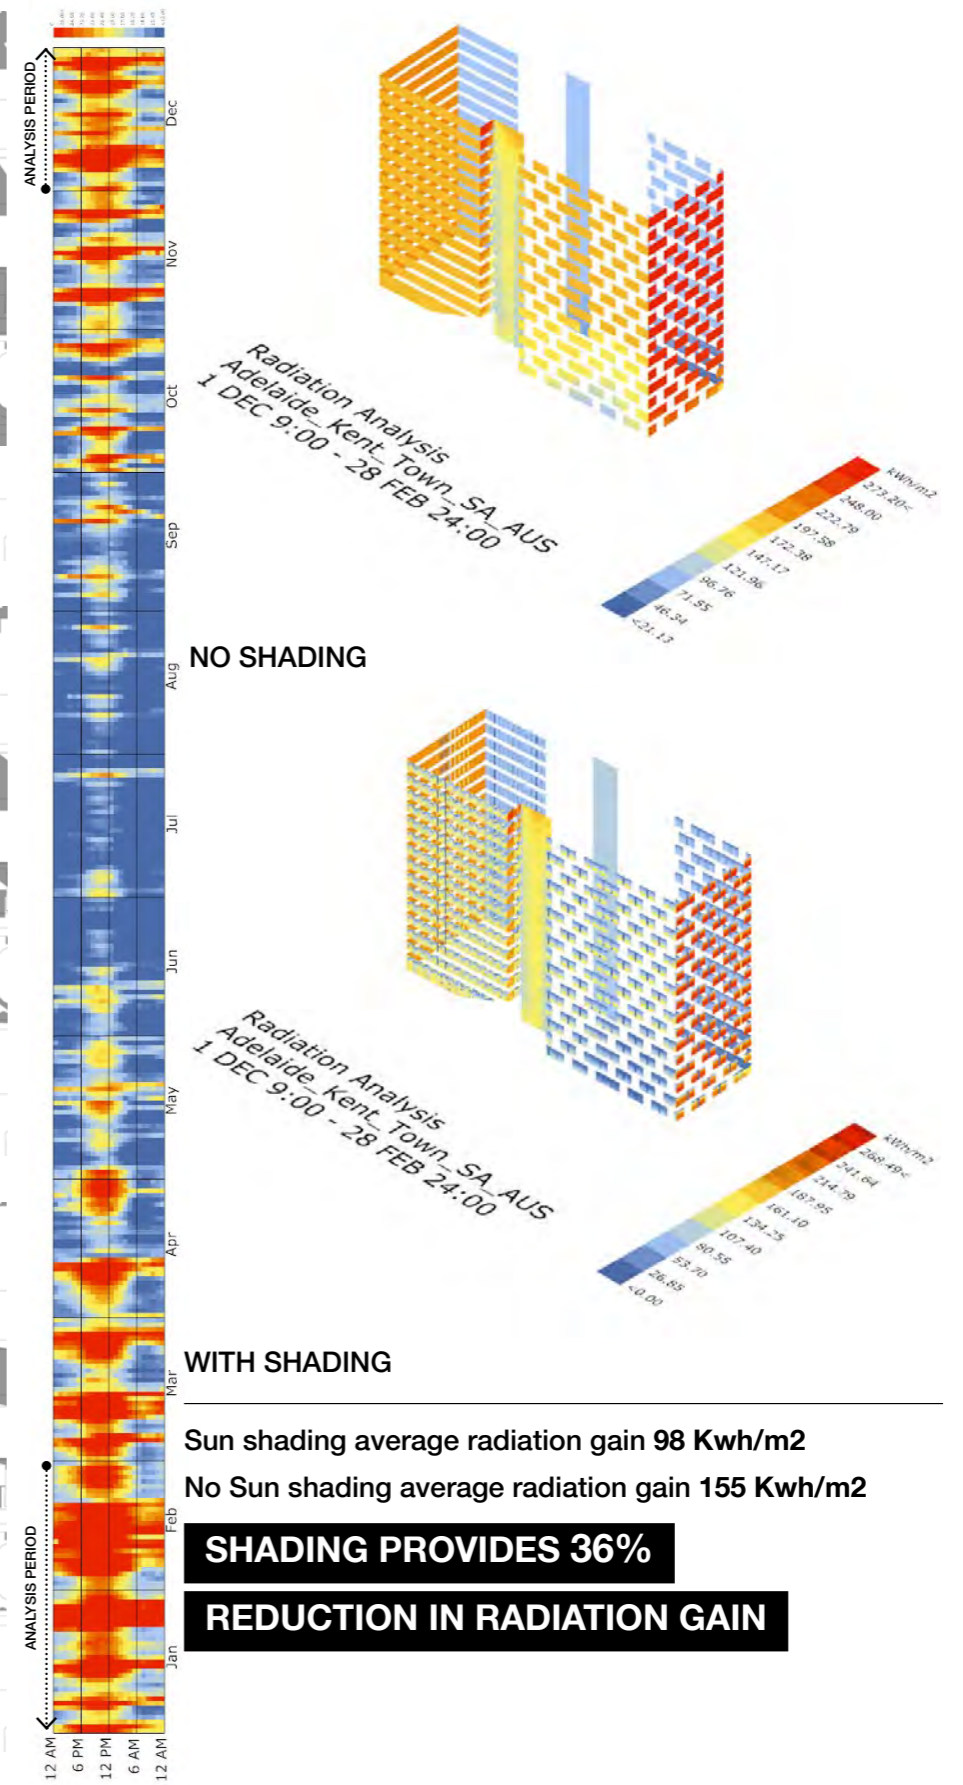 ANALYSIS PERIOD
Dec
Nov
Oct
Sep
Aug
Jul
Jun
May
Apr
Mar
Feb
Jan
ANALYSIS PERIOD
12 AM
6 PM
12 PM
6 AM
12 AM
Radiation Analysis
Adelaide_Kent_Town_SA_AUS
1 DEC 9:00 - 28 FEB 24:00
kWh/m2
273.20<
248.00
222.79
197.58
172.38
147.17
121.96
96.76
71.55
46.34
<21.13
NO SHADING
Radiation Analysis
Adelaide_Kent_Town_SA_AUS
1 DEC 9:00 - 28 FEB 24:00
kWh/m2
268.49<
241.64
214.79
187.95
161.10
134.25
107.40
80.55
53.70
26.85
<0.00
WITH SHADING
Sun shading average radiation gain 98 Kwh/m2
No Sun shading average radiation gain 155 Kwh/m2
SHADING PROVIDES 36%
REDUCTION IN RADIATION GAIN